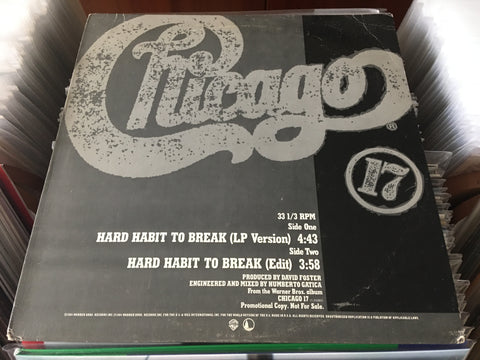 Chicago
®
17
33 1/3 RPM
Side One
HARD HABIT TO BREAK (LP Version) 4:43
Side Two
HARD HABIT TO BREAK (Edit) 3:58
PRODUCED BY DAVID FOSTER
ENGINEERED AND MIXED BY HUMBERTO GATICA
From the Warner Bros. album
CHICAGO 17
Promotional Copy. Not For Sale.